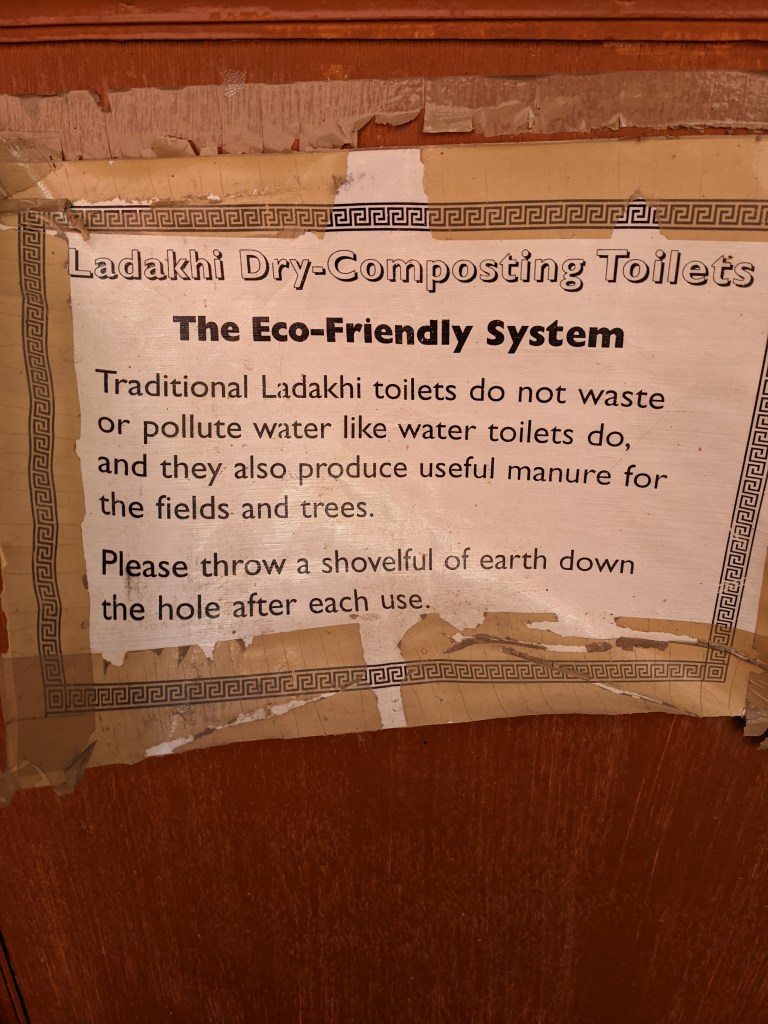 Ladakhi Dry-Composting Toilets
The Eco-Friendly System
Traditional Ladakhi toilets do not waste
or pollute water like water toilets do,
and they also produce useful manure for
the fields and trees.
Please throw a shovelful of earth down
the hole after each use.